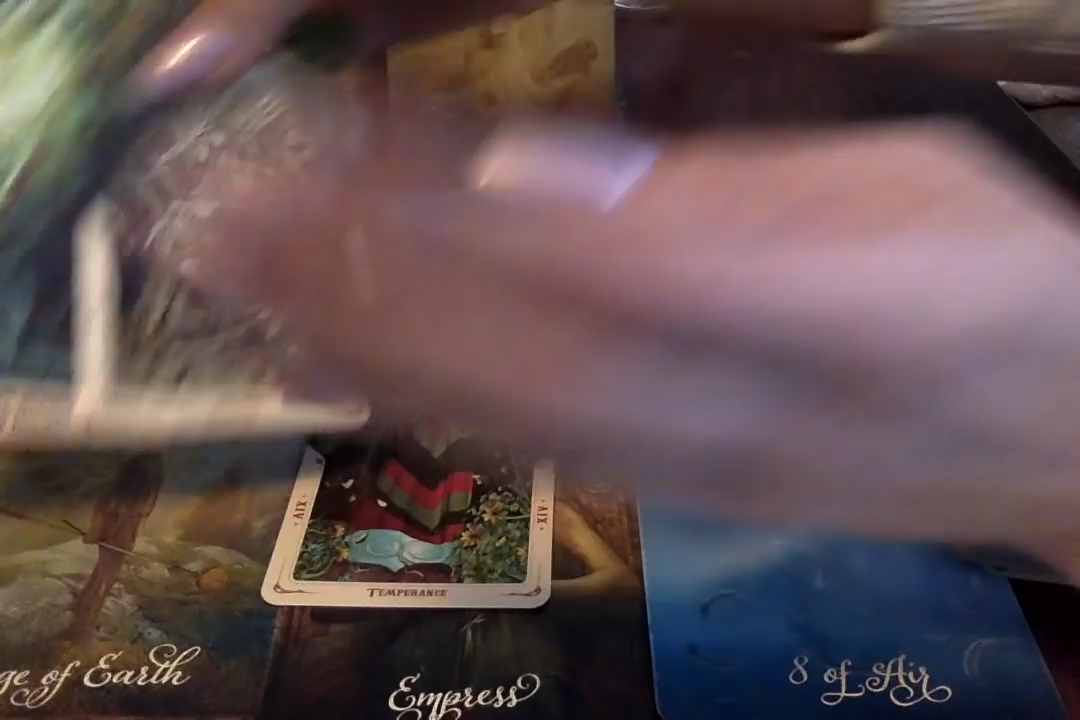 XIV
XIV
TEMPERANCE
ge of Earth
Empress
8 of Air